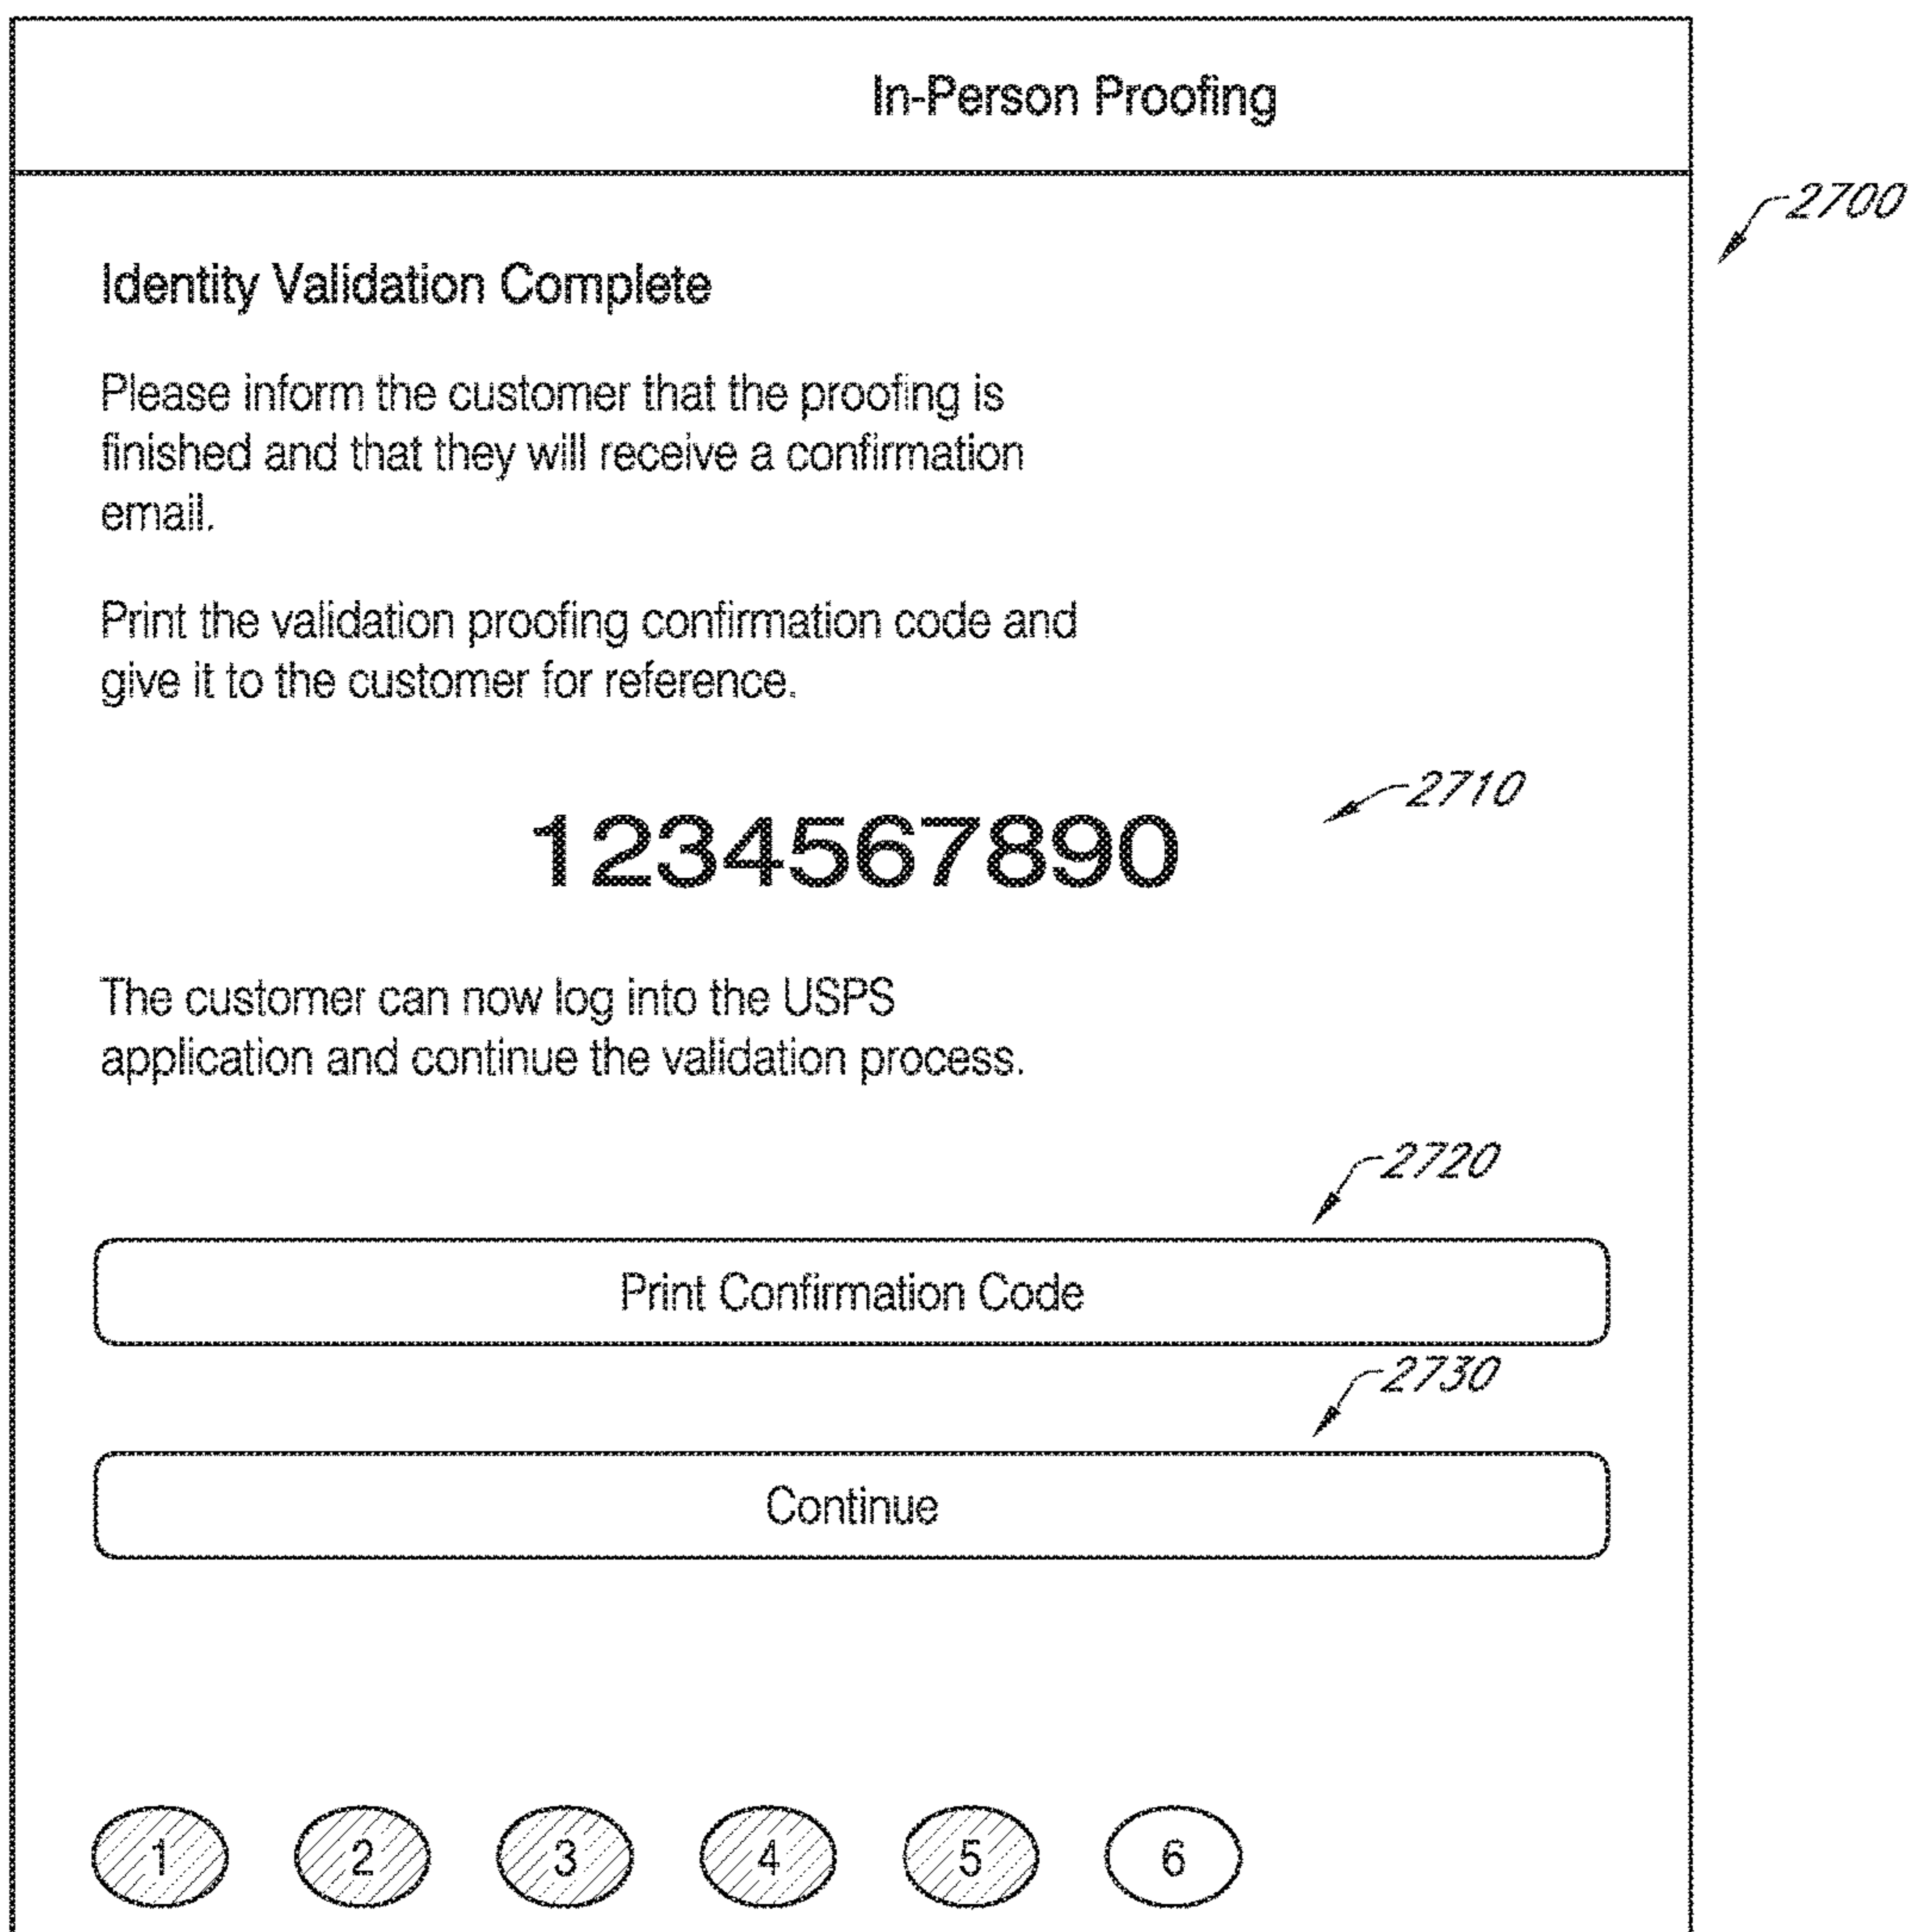 In-Person Proofing
2700
Identity Validation Complete
Please inform the customer that the proofing is
finished and that they will receive a confirmation
email.
Print the validation proofing confirmation code and
give it to the customer for reference.
2710
1234567890
The customer can now log into the USPS
application and continue the validation process.
2720
Print Confirmation Code
2730
Continue
1 2 3 4 5 6